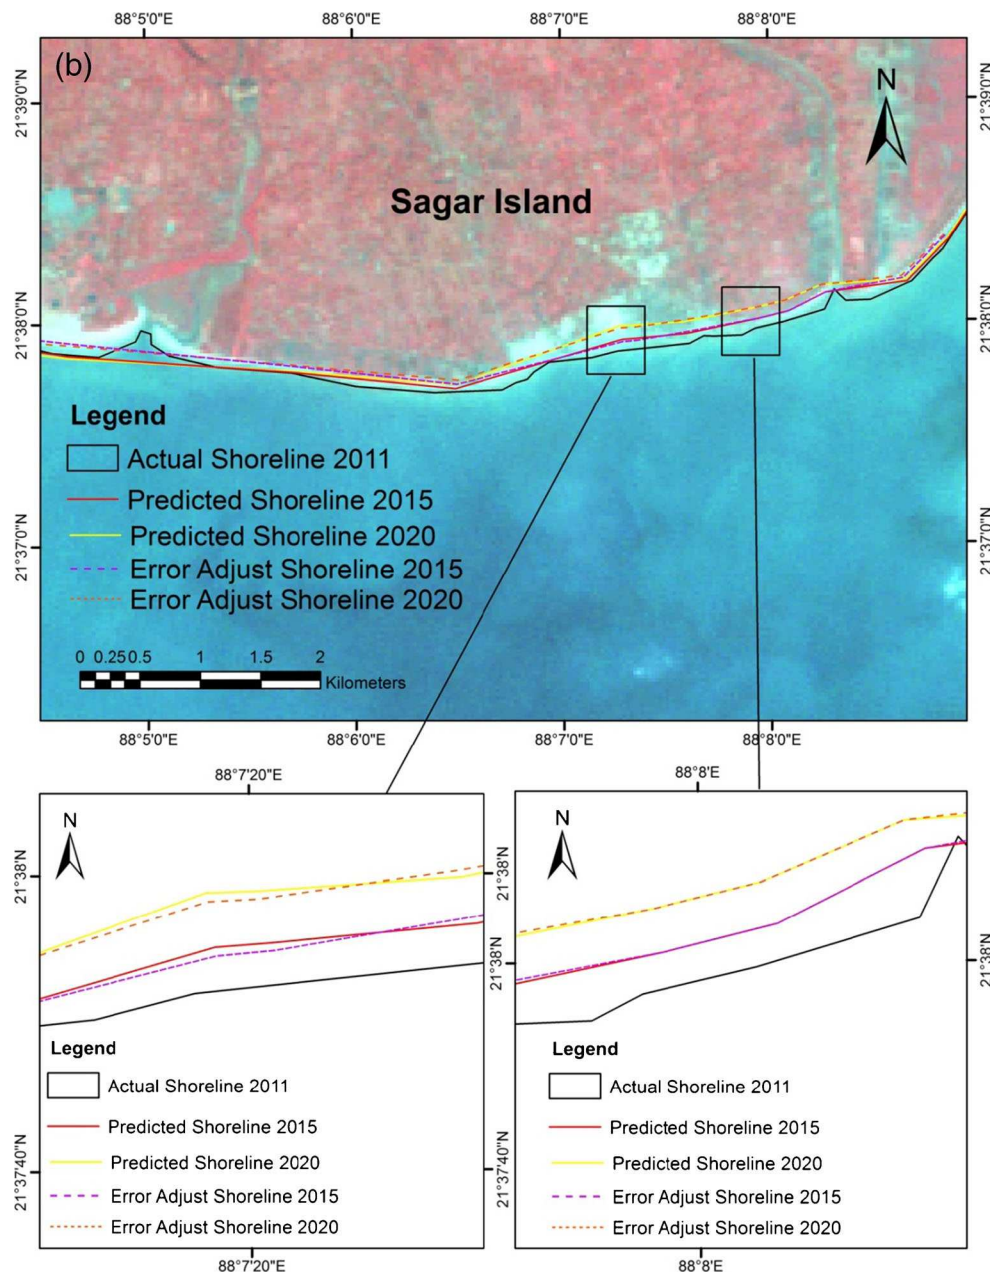 88°5'0"E 88°6'0"E 88°7'0"E 88°8'0"E
(b)
N
21°39'0"N 21°39'0"N
Sagar Island
21°38'0"N 21°38'0"N
Legend
Actual Shoreline 2011
Predicted Shoreline 2015
Predicted Shoreline 2020
Error Adjust Shoreline 2015
Error Adjust Shoreline 2020
21°37'0"N 21°37'0"N
0 0.25 0.5 1 1.5 2
Kilometers
88°5'0"E 88°6'0"E 88°7'0"E 88°8'0"E
88°7'20"E
N
21°38'N 21°38'N
Legend
Actual Shoreline 2011
Predicted Shoreline 2015
Predicted Shoreline 2020
Error Adjust Shoreline 2015
Error Adjust Shoreline 2020
21°37'40"N 21°37'40"N
88°7'20"E
88°8'E
N
21°38'N 21°38'N
Legend
Actual Shoreline 2011
Predicted Shoreline 2015
Predicted Shoreline 2020
Error Adjust Shoreline 2015
Error Adjust Shoreline 2020
88°8'E